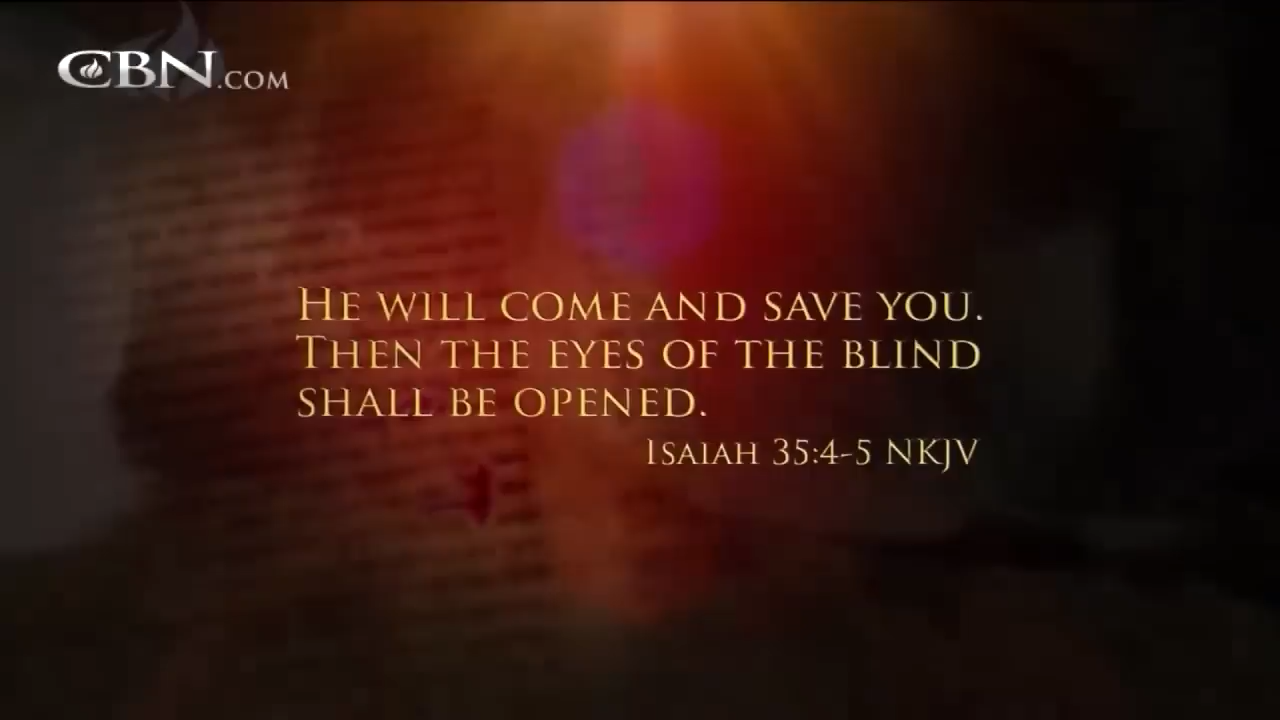 CBN.COM
HE WILL COME AND SAVE YOU.
THEN THE EYES OF THE BLIND
SHALL BE OPENED.
ISAIAH 35:4-5 NKJV